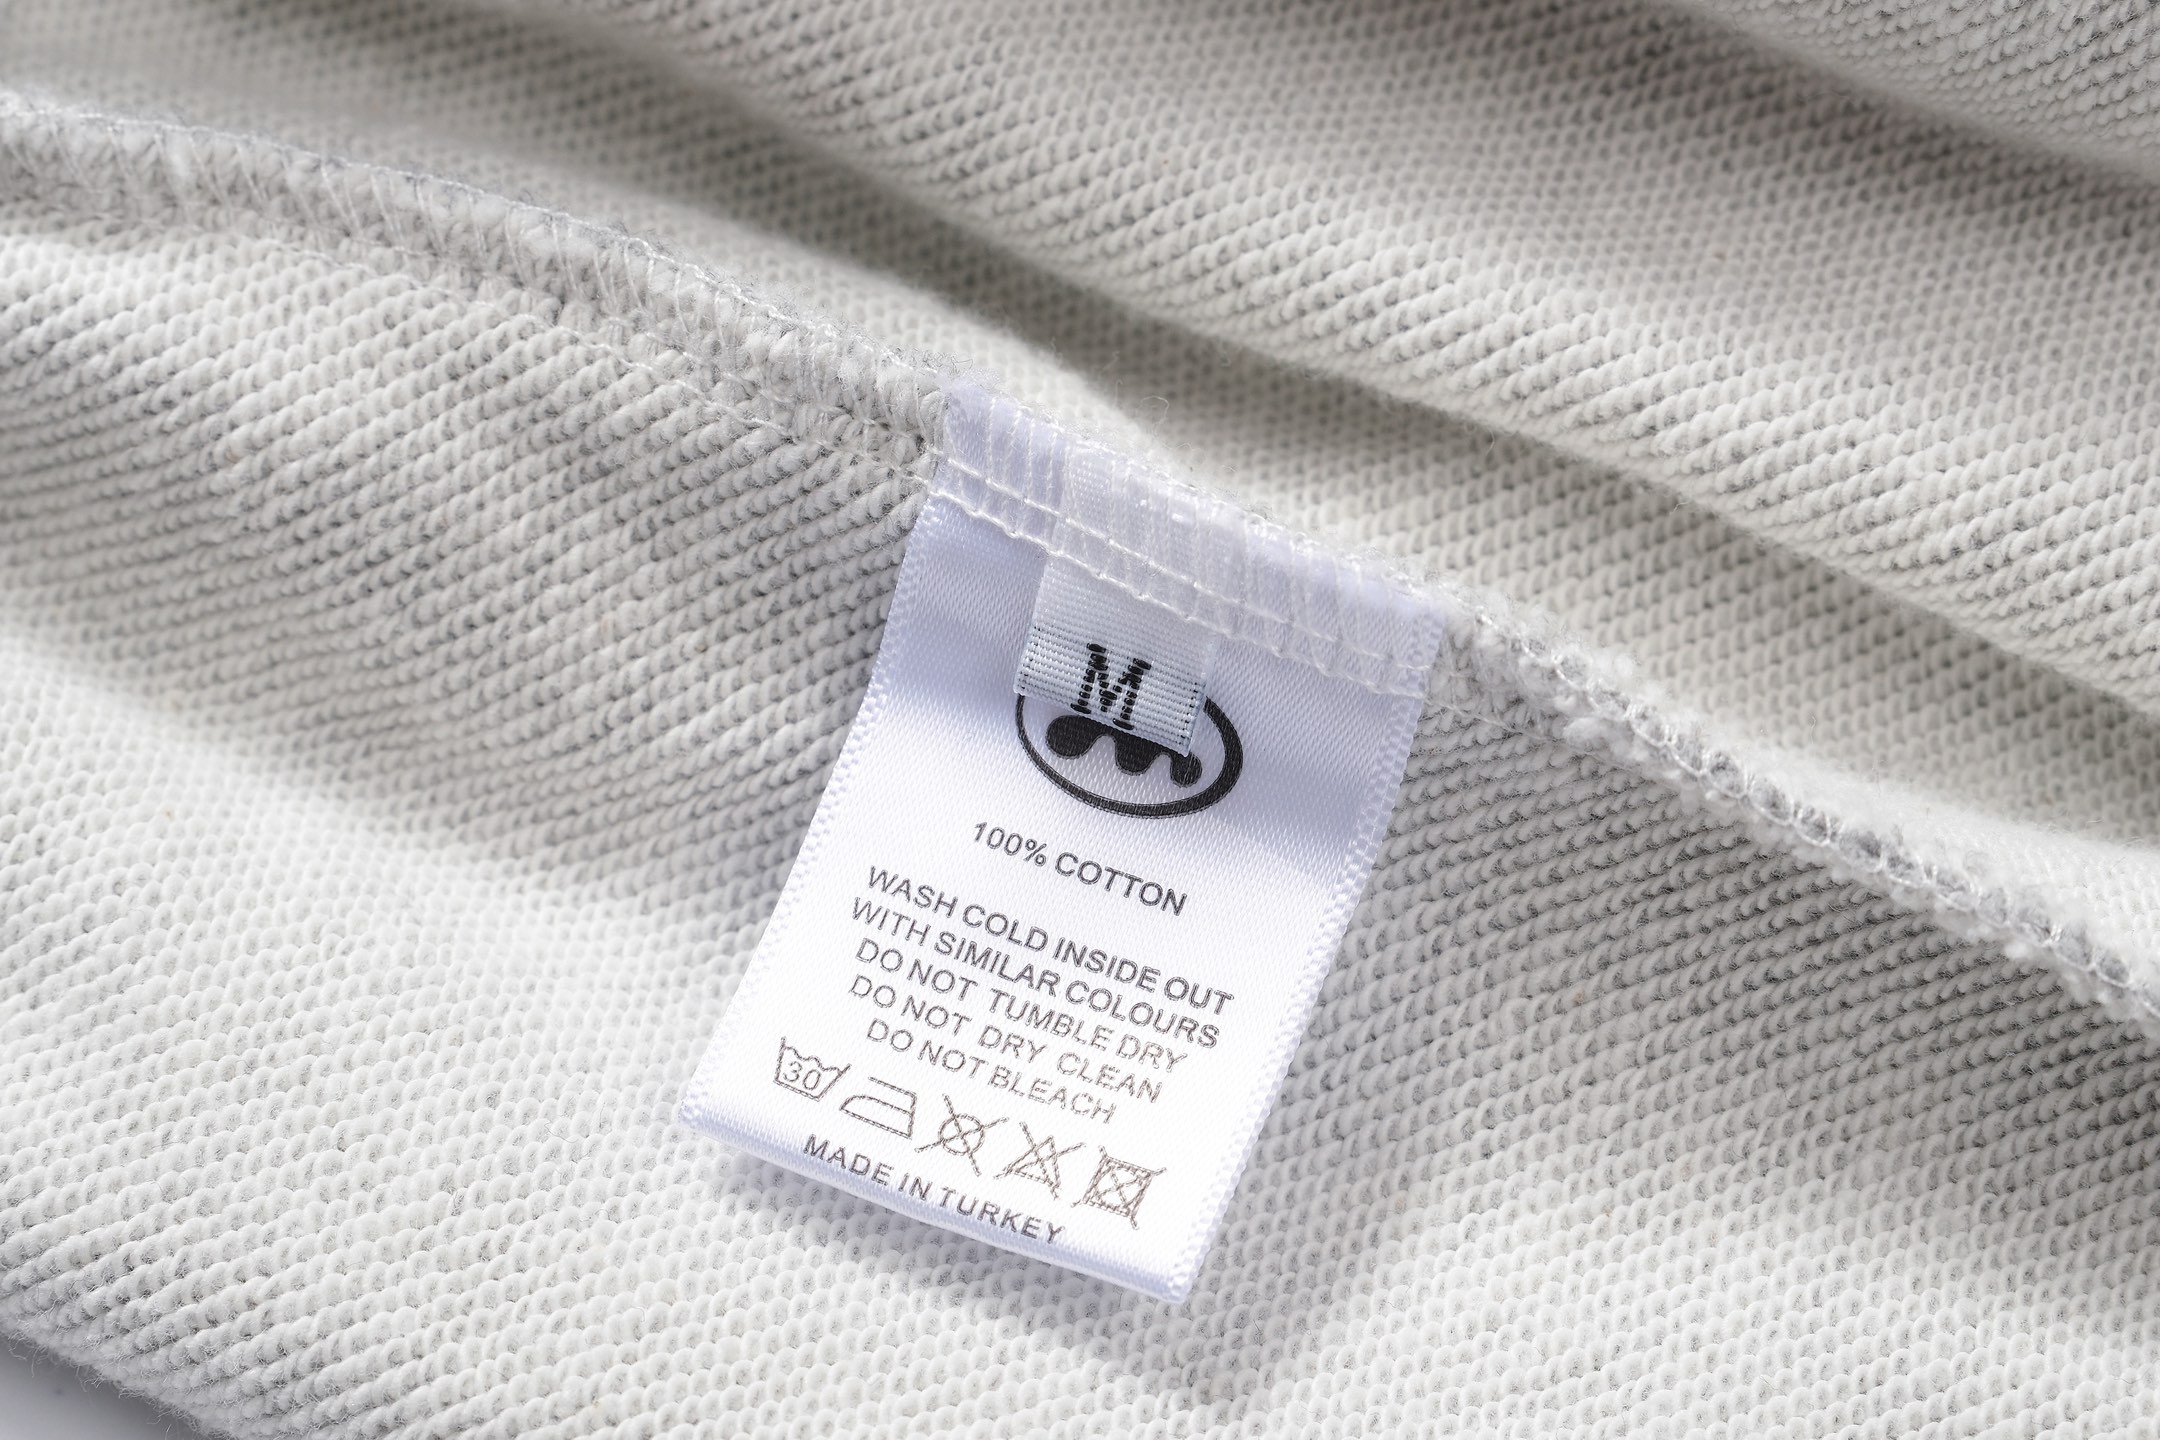 M
100% COTTON
WASH COLD INSIDE OUT
WITH SIMILAR COLOURS
DO NOT TUMBLE DRY
DO NOT DRY CLEAN
DO NOT BLEACH
30
MADE IN TURKEY